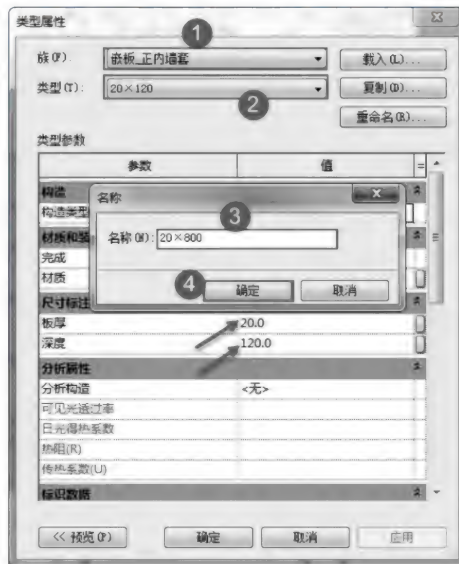 类型属性
1
族(F): 嵌板_正内墙套 载入(L)...
类型(T): 20×120 复制(D)...
2
重命名(R)...
类型参数
参数 值 =
构造
构造类型
名称
3
名称(N): 20×800
4
确定 取消
材质和装
完成
材质
尺寸标注
板厚 20.0
深度 120.0
分析属性
分析构造 <无>
可见光透过率
日光得热系数
热阻(R)
传热系数(U)
标识数据
<< 预览(P) 确定 取消 应用